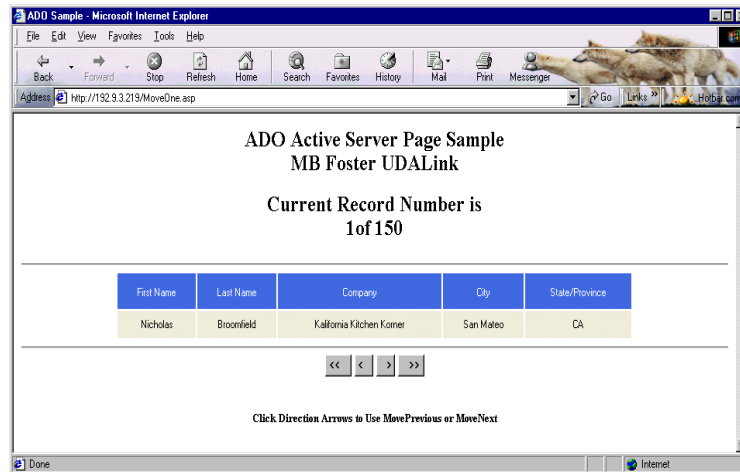 ADO Sample - Microsoft Internet Explorer
File Edit View Favorites Tools Help
Back Forward Stop Refresh Home Search Favorites History Mail Print Messenger
Address http://192.9.3.219/MoveOne.asp Go Links » Hotbar.com
ADO Active Server Page Sample
MB Foster UDALink
Current Record Number is
1of 150
First Name Last Name Company City State/Province
Nicholas Broomfield Kalifornia Kitchen Korner San Mateo CA
<< < > >>
Click Direction Arrows to Use MovePrevious or MoveNext
Done Internet